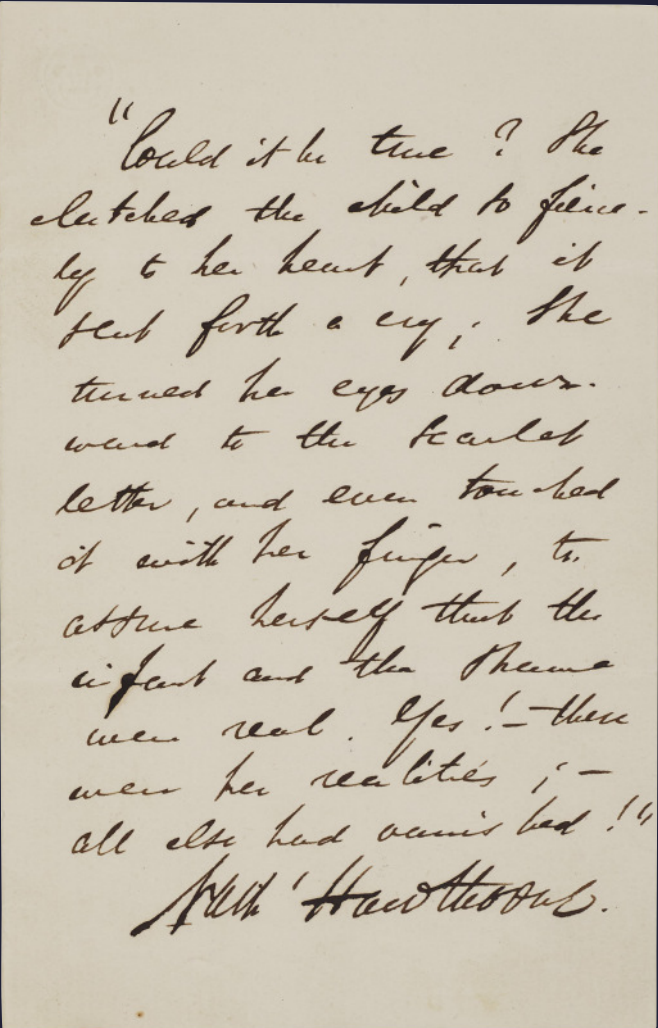 "Could it be true? She
clutched the child so fierce-
ly to her heart, that it
sent forth a cry; She
turned her eyes down-
ward to the scarlet
letter, and even touched
it with her finger, to
assure herself that the
infant and the shame
were real. Yes!—these
were her realities;—
all else had vanished!"
Nath' Hawthorne.